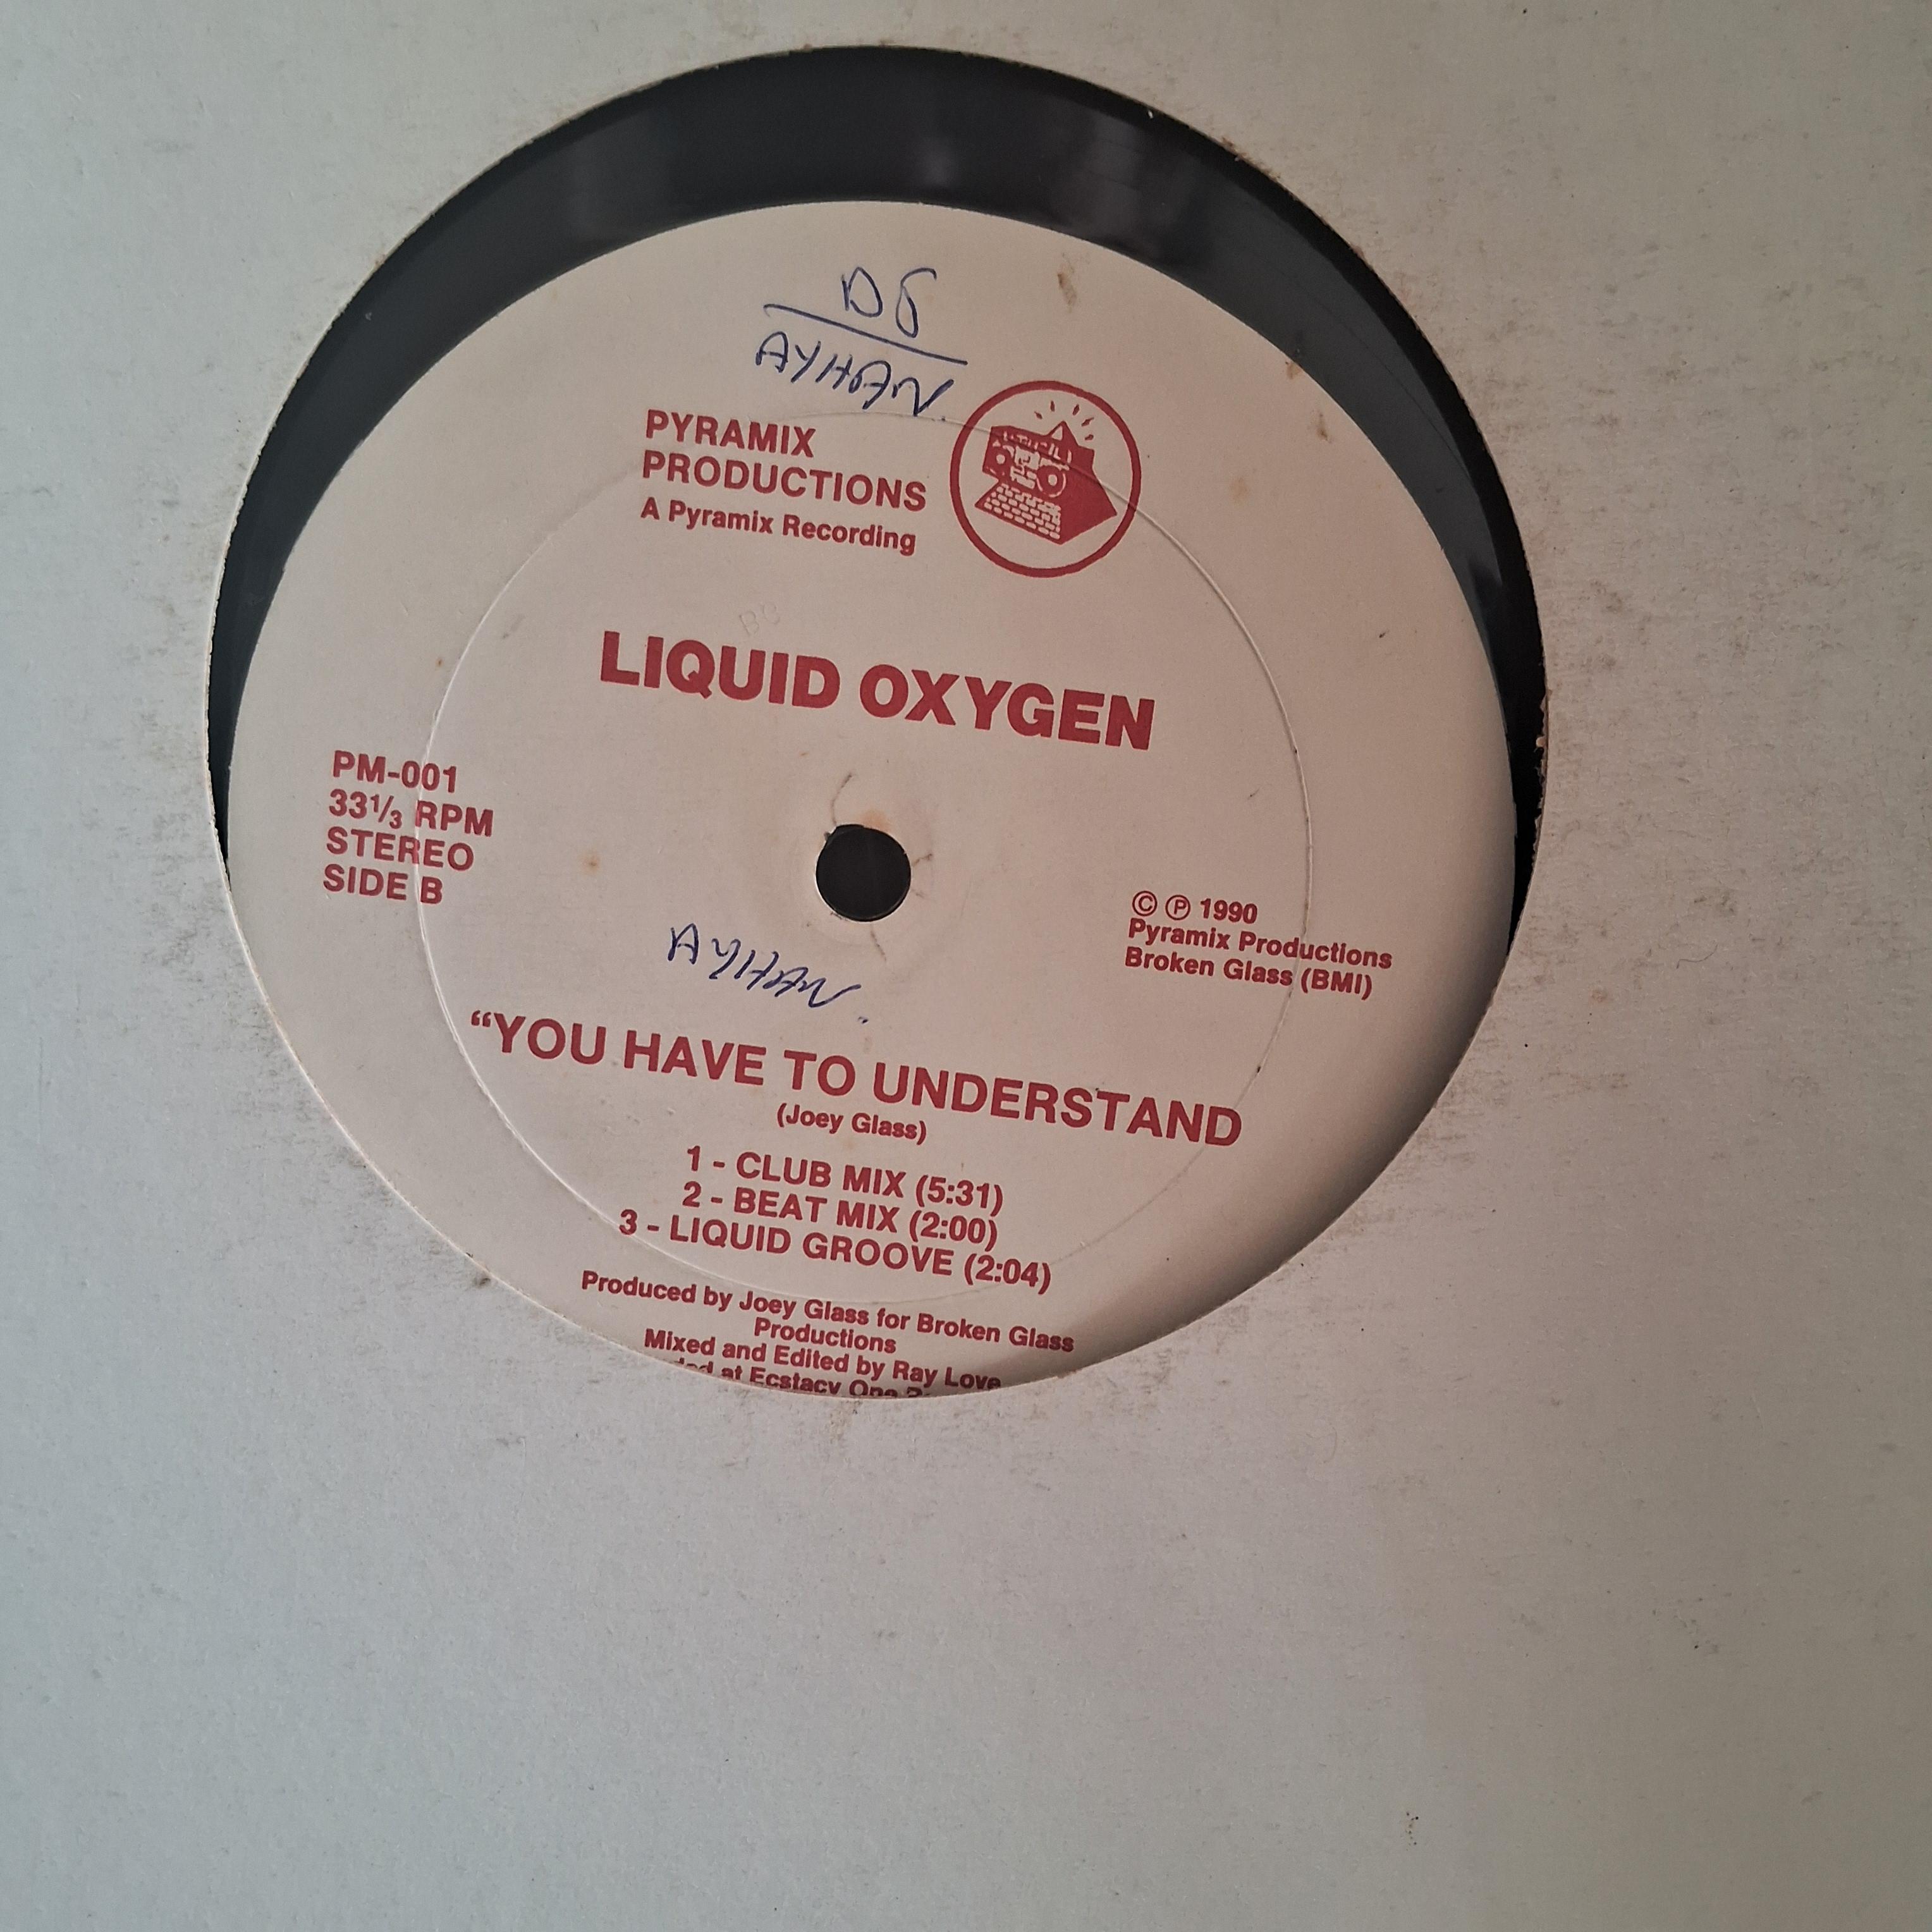 DJ
AYHAN
PYRAMIX
PRODUCTIONS
A Pyramix Recording
LIQUID OXYGEN
PM-001
33⅓ RPM
STEREO
SIDE B
© ℗ 1990
Pyramix Productions
Broken Glass (BMI)
AYHAN
“YOU HAVE TO UNDERSTAND
(Joey Glass)
1 - CLUB MIX (5:31)
2 - BEAT MIX (2:00)
3 - LIQUID GROOVE (2:04)
Produced by Joey Glass for Broken Glass
Productions
Mixed and Edited by Ray Love
at Ecstacy One